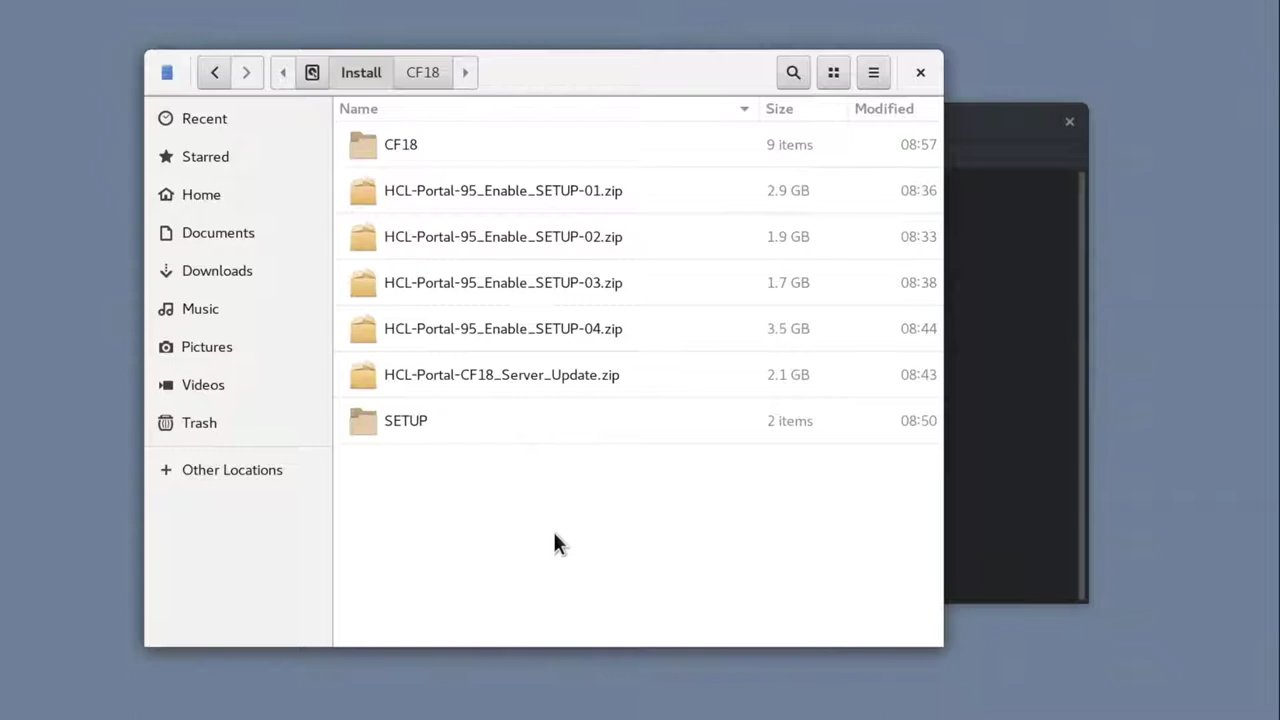 Install CF18
Name Size Modified
Recent
Starred
Home
Documents
Downloads
Music
Pictures
Videos
Trash
Other Locations
CF18 9 items 08:57
HCL-Portal-95_Enable_SETUP-01.zip 2.9 GB 08:36
HCL-Portal-95_Enable_SETUP-02.zip 1.9 GB 08:33
HCL-Portal-95_Enable_SETUP-03.zip 1.7 GB 08:38
HCL-Portal-95_Enable_SETUP-04.zip 3.5 GB 08:44
HCL-Portal-CF18_Server_Update.zip 2.1 GB 08:43
SETUP 2 items 08:50